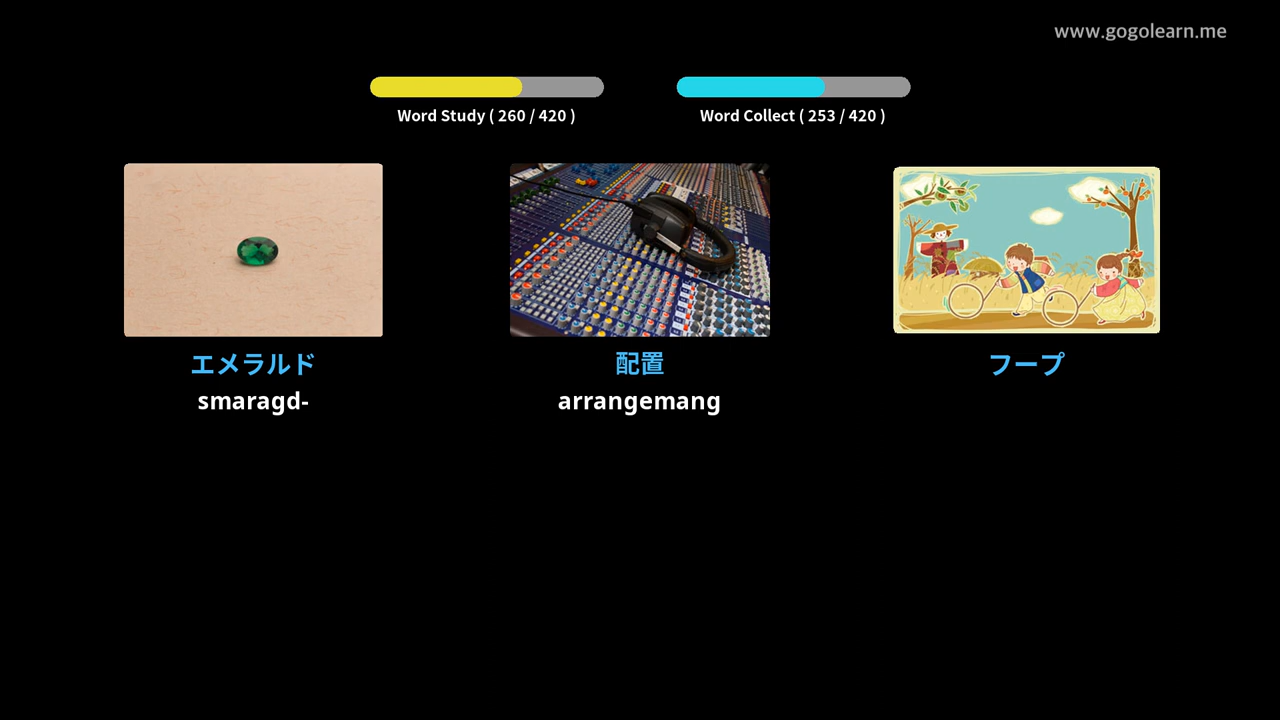 www.gogolearn.me
Word Study ( 260 / 420 )
Word Collect ( 253 / 420 )
エメラルド
smaragd-
配置
arrangemang
フープ